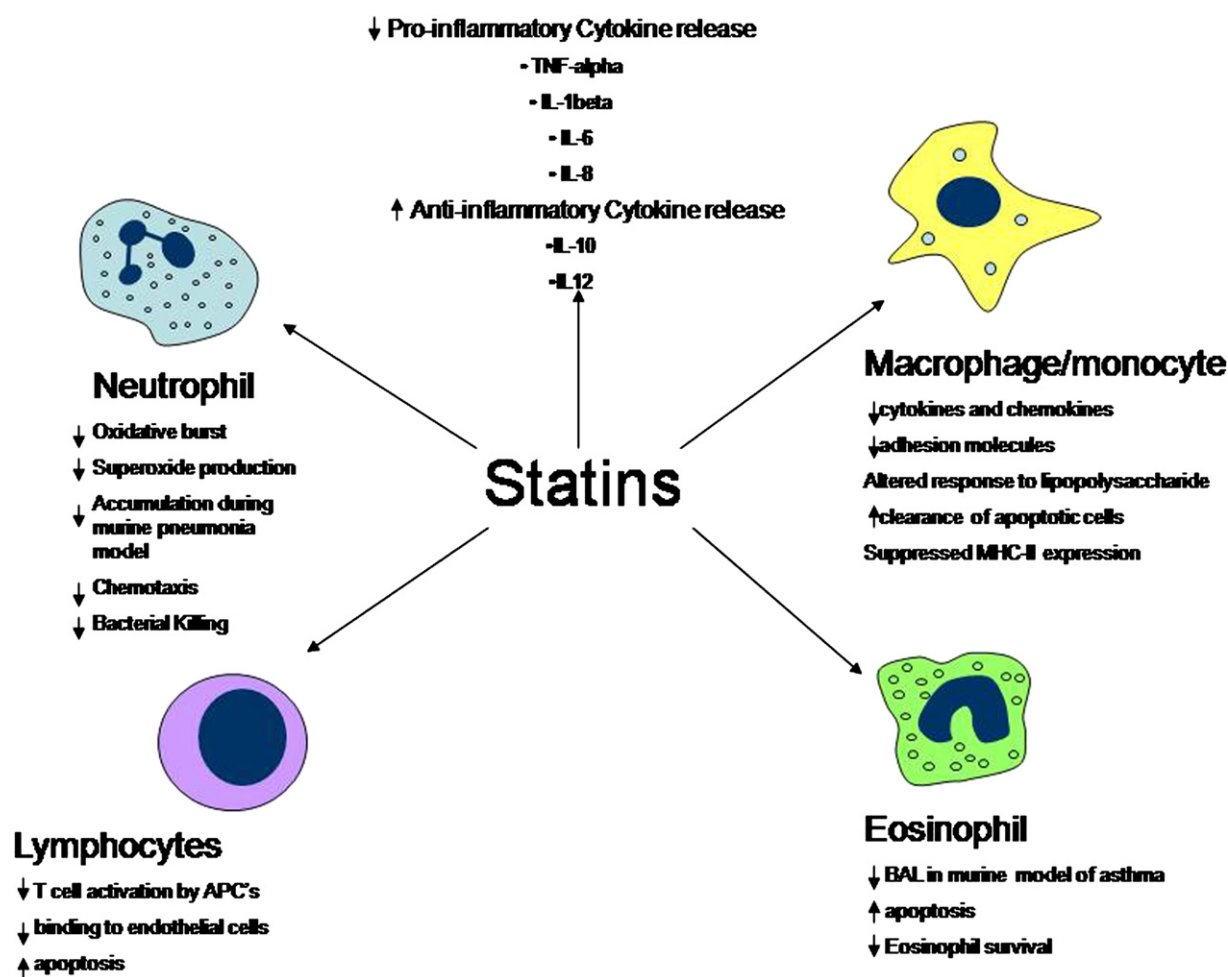 ↓ Pro-inflammatory Cytokine release
- TNF-alpha
- IL-1beta
- IL-6
- IL-8
↑ Anti-inflammatory Cytokine release
-IL-10
-IL12
Neutrophil
↓ Oxidative burst
↓ Superoxide production
↓ Accumulation during
murine pneumonia
model
↓ Chemotaxis
↓ Bacterial Killing
Macrophage/monocyte
↓cytokines and chemokines
↓adhesion molecules
Altered response to lipopolysaccharide
↑clearance of apoptotic cells
Suppressed MHC-II expression
Statins
Lymphocytes
↓ T cell activation by APC's
↓ binding to endothelial cells
↑ apoptosis
Eosinophil
↓ BAL in murine model of asthma
↑ apoptosis
↓ Eosinophil survival